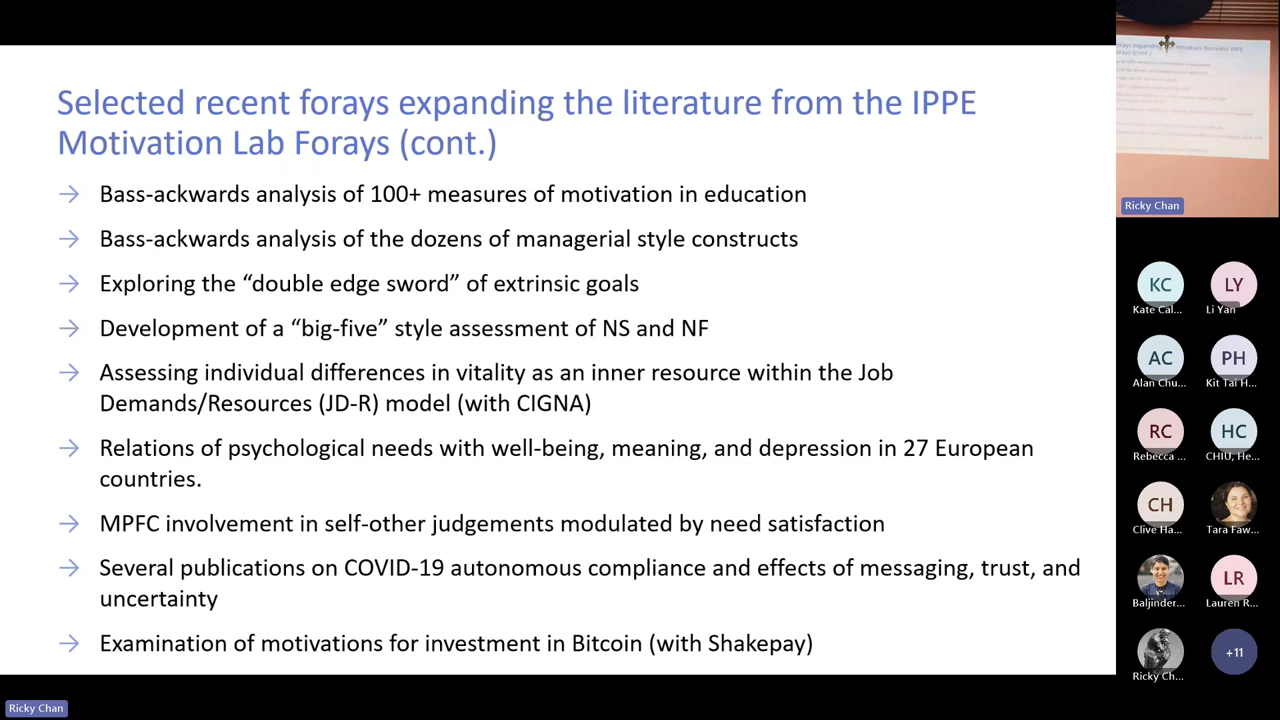 Selected recent forays expanding the literature from the IPPE
Motivation Lab Forays (cont.)
→ Bass-ackwards analysis of 100+ measures of motivation in education
→ Bass-ackwards analysis of the dozens of managerial style constructs
→ Exploring the “double edge sword” of extrinsic goals
→ Development of a “big-five” style assessment of NS and NF
→ Assessing individual differences in vitality as an inner resource within the Job
Demands/Resources (JD-R) model (with CIGNA)
→ Relations of psychological needs with well-being, meaning, and depression in 27 European
countries.
→ MPFC involvement in self-other judgements modulated by need satisfaction
→ Several publications on COVID-19 autonomous compliance and effects of messaging, trust, and
uncertainty
→ Examination of motivations for investment in Bitcoin (with Shakepay)
Ricky Chan
Ricky Chan
KC
LY
Kate Cal...
Li Yan
AC
PH
Alan Chu...
Kit Tai H...
RC
HC
Rebecca ...
CHIU, He...
CH
Clive Ha...
Tara Faw...
LR
Baljinder...
Lauren R...
+11
Ricky Ch...